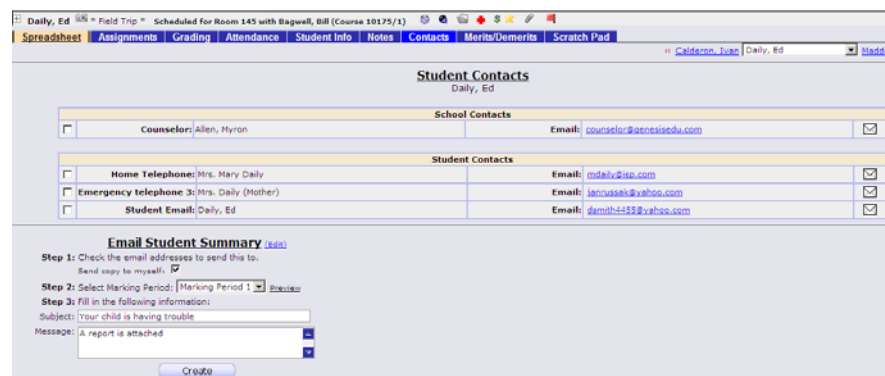 Daily, Ed * Field Trip * Scheduled for Room 145 with Bagwell, Bill (Course 10175/1)
Spreadsheet Assignments Grading Attendance Student Info Notes Contacts Merits/Demerits Scratch Pad
« Calderon, Ivan Daily, Ed Madd
Student Contacts
Daily, Ed
School Contacts
Counselor: Allen, Myron Email: counselor@genesisedu.com
Student Contacts
Home Telephone: Mrs. Mary Daily Email: mdaily@isp.com
Emergency telephone 3: Mrs. Daily (Mother) Email: janrussak@yahoo.com
Student Email: Daily, Ed Email: dsmith4455@yahoo.com
Email Student Summary (Edit)
Step 1: Check the email addresses to send this to.
Send copy to myself:
Step 2: Select Marking Period: Marking Period 1 Preview
Step 3: Fill in the following information:
Subject: Your child is having trouble
Message: A report is attached
Create